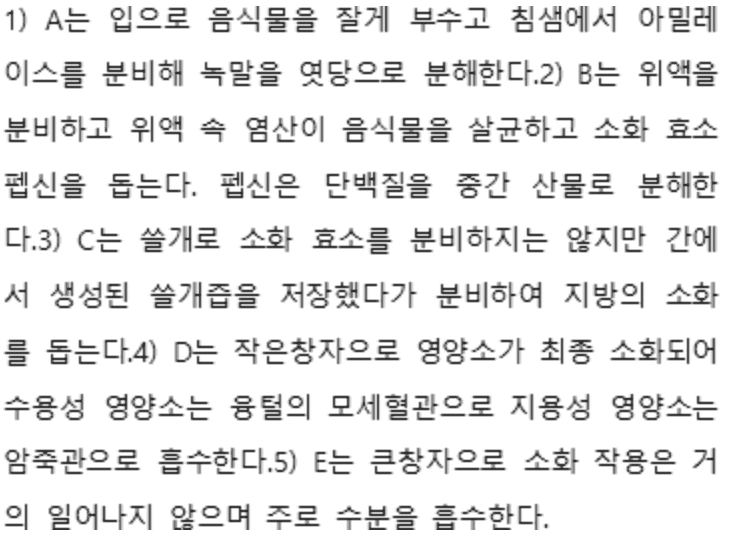 1) A는 입으로 음식물을 잘게 부수고 침샘에서 아밀레
이스를 분비해 녹말을 엿당으로 분해한다.2) B는 위액을
분비하고 위액 속 염산이 음식물을 살균하고 소화 효소
펩신을 돕는다. 펩신은 단백질을 중간 산물로 분해한
다.3) C는 쓸개로 소화 효소를 분비하지는 않지만 간에
서 생성된 쓸개즙을 저장했다가 분비하여 지방의 소화
를 돕는다.4) D는 작은창자으로 영양소가 최종 소화되어
수용성 영양소는 융털의 모세혈관으로 지용성 영양소는
암죽관으로 흡수한다.5) E는 큰창자으로 소화 작용은 거
의 일어나지 않으며 주로 수분을 흡수한다.